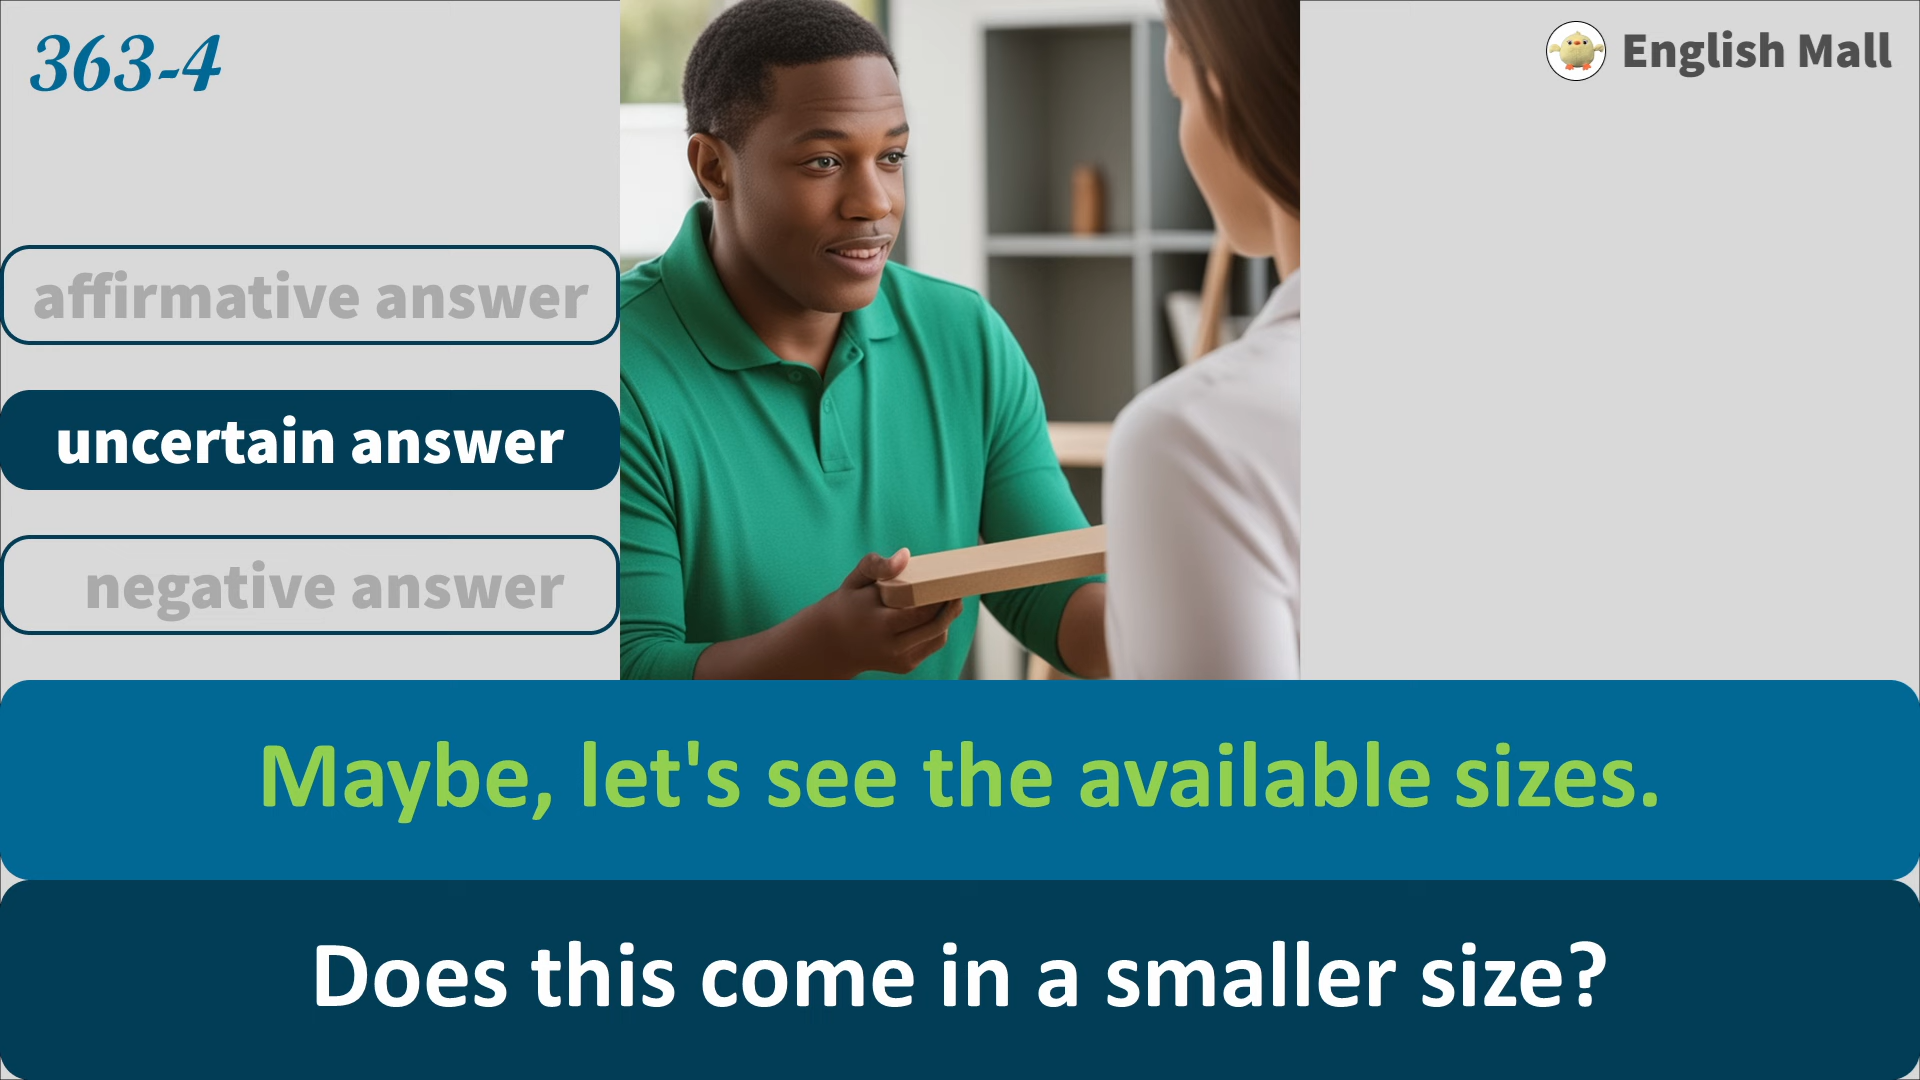 363-4
English Mall
affirmative answer
uncertain answer
negative answer
Maybe, let's see the available sizes.
Does this come in a smaller size?